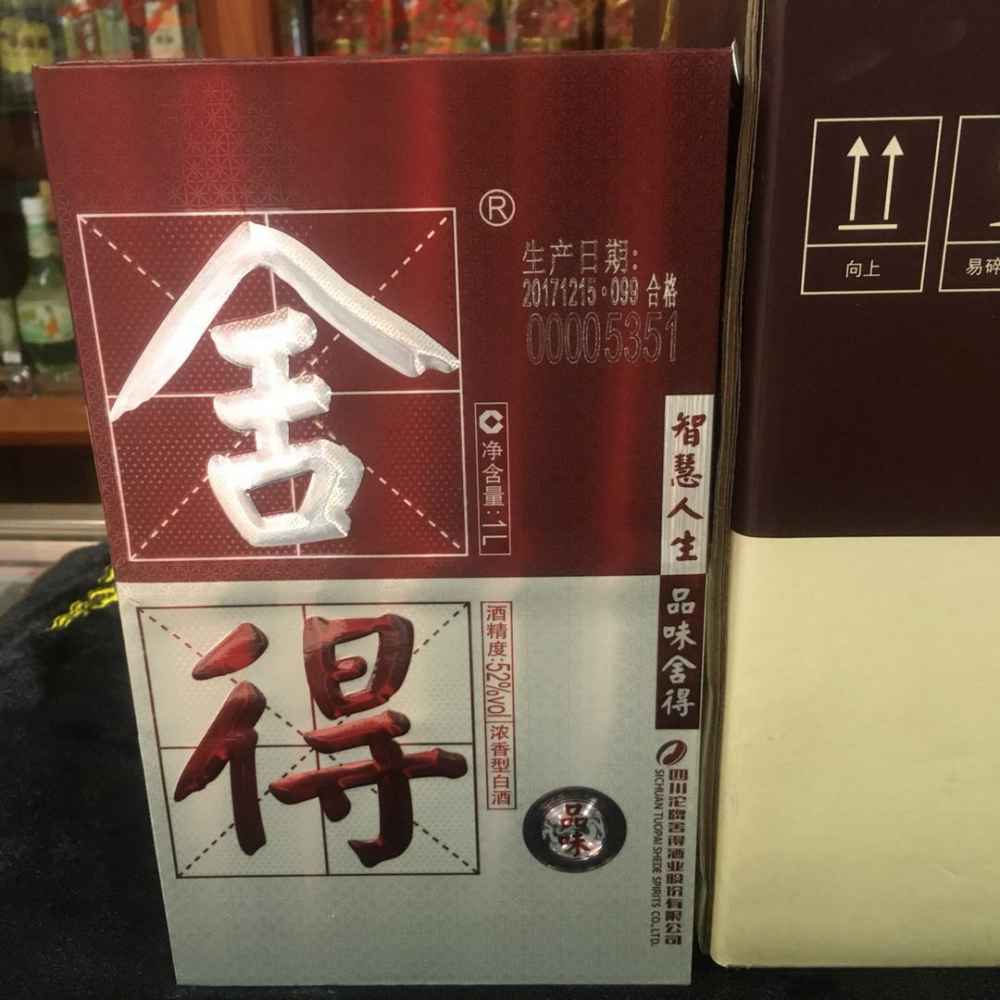 舍
®
生产日期:
20171215·099 合格
00005351
净含量:1L
智慧人生
品味舍得
得
酒精度:52%vol
浓香型白酒
品味
四川沱牌舍得酒业股份有限公司
SICHUAN TUOPAI SHEDE SPIRITS CO.,LTD.
向上
易碎